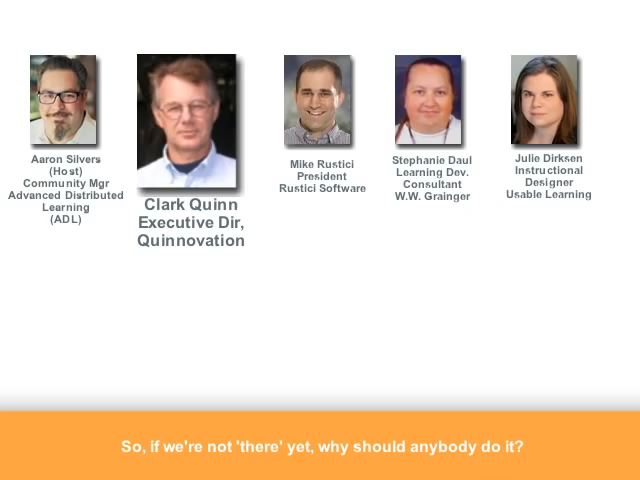 Aaron Silvers
(Host)
Community Mgr
Advanced Distributed
Learning
(ADL)
Clark Quinn
Executive Dir,
Quinnovation
Mike Rustici
President
Rustici Software
Stephanie Daul
Learning Dev.
Consultant
W.W. Grainger
Julie Dirksen
Instructional
Designer
Usable Learning
So, if we're not 'there' yet, why should anybody do it?